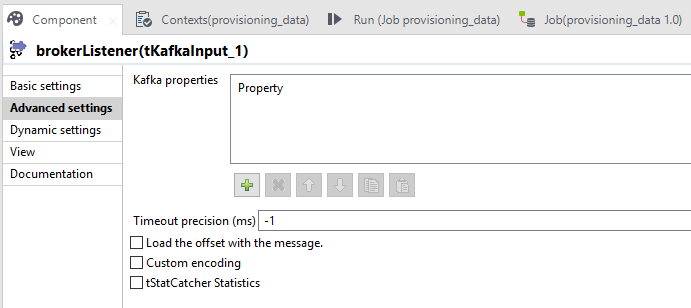 Component Contexts(provisioning_data) Run (Job provisioning_data) Job(provisioning_data 1.0)
brokerListener(tKafkaInput_1)
Basic settings
Advanced settings
Dynamic settings
View
Documentation
Kafka properties
Property
Timeout precision (ms) -1
Load the offset with the message.
Custom encoding
tStatCatcher Statistics